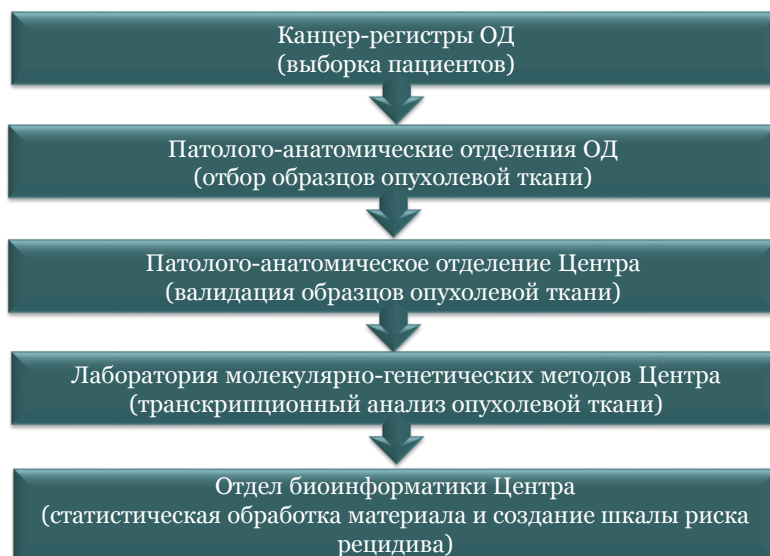 Канцер-регистры ОД
(выборка пациентов)
Патолого-анатомические отделения ОД
(отбор образцов опухолевой ткани)
Патолого-анатомическое отделение Центра
(валидация образцов опухолевой ткани)
Лаборатория молекулярно-генетических методов Центра
(транскрипционный анализ опухолевой ткани)
Отдел биоинформатики Центра
(статистическая обработка материала и создание шкалы риска
рецидива)